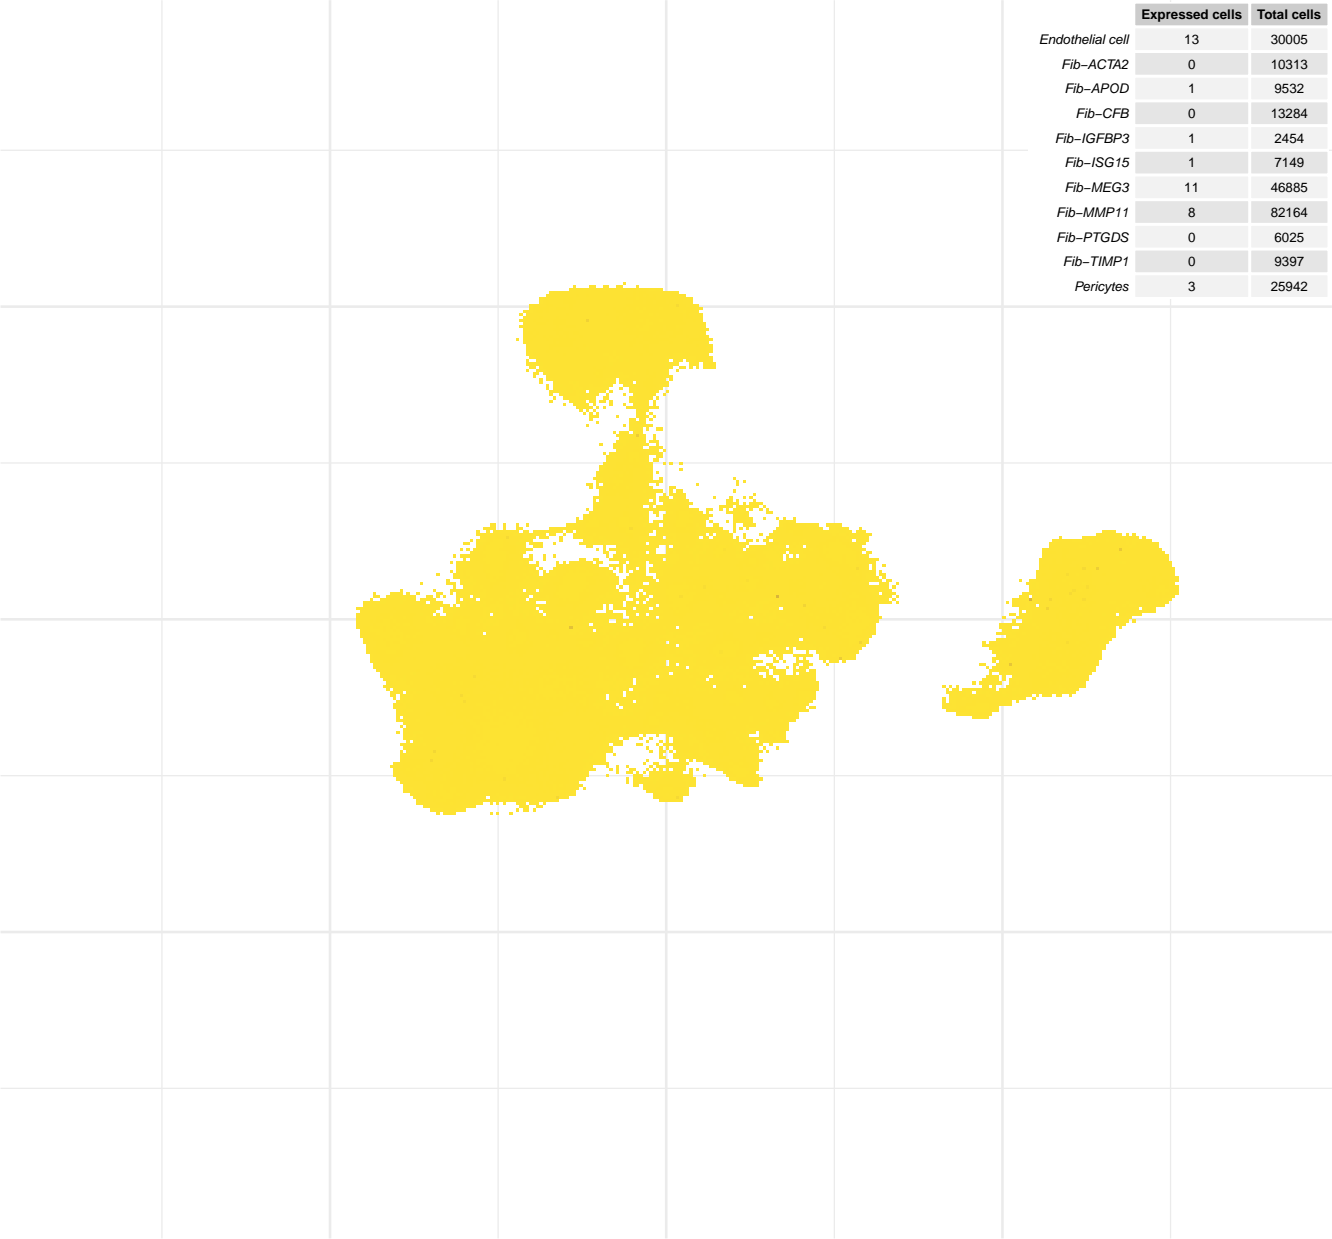 Expressed cells Total cells
Endothelial cell 13 30005
Fib−ACTA2 0 10313
Fib−APOD 1 9532
Fib−CFB 0 13284
Fib−IGFBP3 1 2454
Fib−ISG15 1 7149
Fib−MEG3 11 46885
Fib−MMP11 8 82164
Fib−PTGDS 0 6025
Fib−TIMP1 0 9397
Pericytes 3 25942